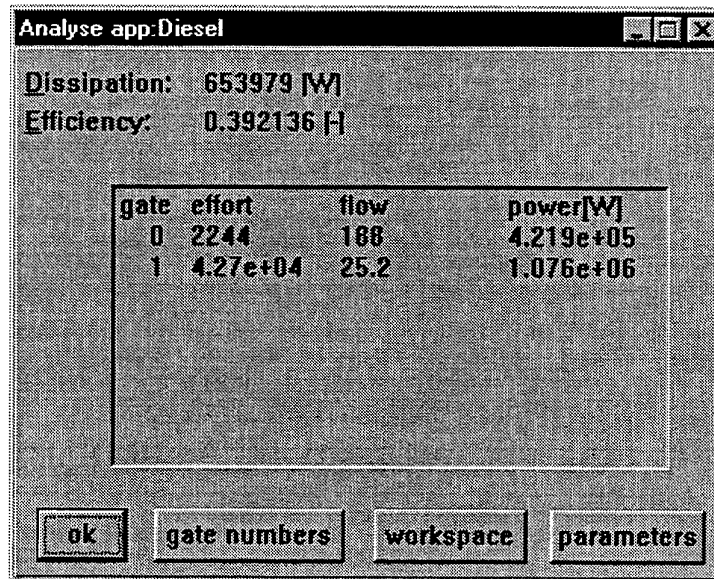 Analyse app:Diesel
Dissipation: 653979 [W]
Efficiency: 0.392136 [-]
gate effort flow power[W]
0 2244 188 4.219e+05
1 4.27e+04 25.2 1.076e+06
ok gate numbers workspace parameters